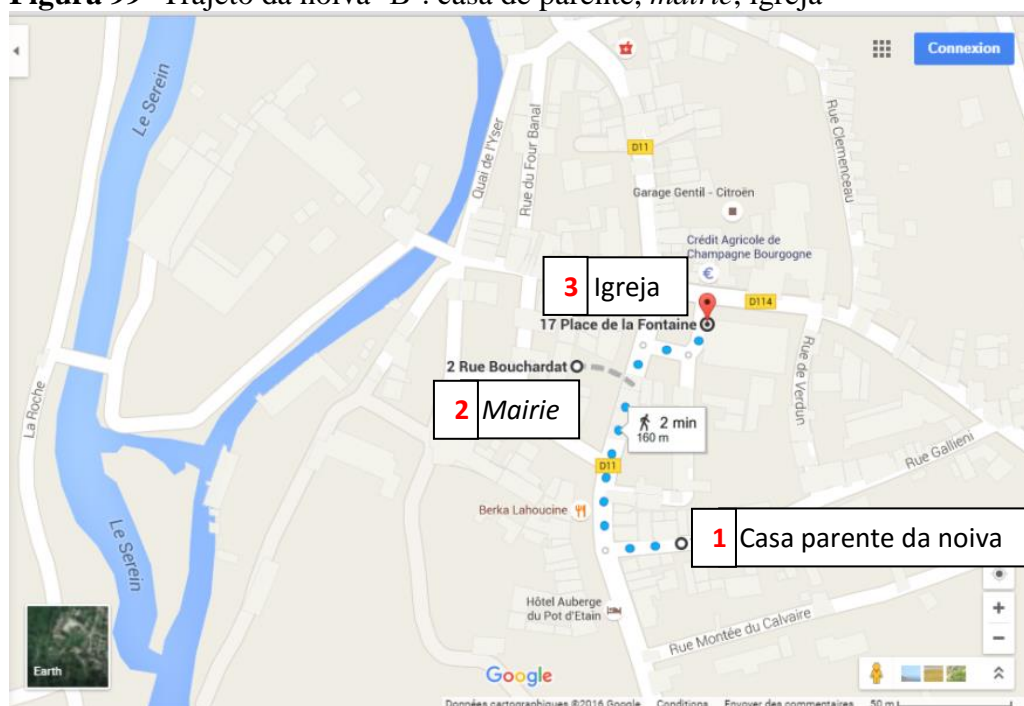 Figura 99 Trajeto da noiva "B": casa de parente, mairie, igreja
Connexion
Le Serein
Quai de l'Yser
Rue du Four Banal
D11
Rue Clemenceau
Garage Gentil - Citroën
Crédit Agricole de
Champagne Bourgogne
€
3 Igreja
D114
17 Place de la Fontaine
2 Rue Bouchardat
2 Mairie
La Roche
2 min
160 m
Rue de Verdun
Rue Gallieni
D11
Berka Lahoucine
1 Casa parente da noiva
Le Serein
Hôtel Auberge
du Pot d'Etain
Rue Montée du Calvaire
+
−
Earth
Google
Données cartographiques ©2016 Google Conditions Envoyer des commentaires 50 m